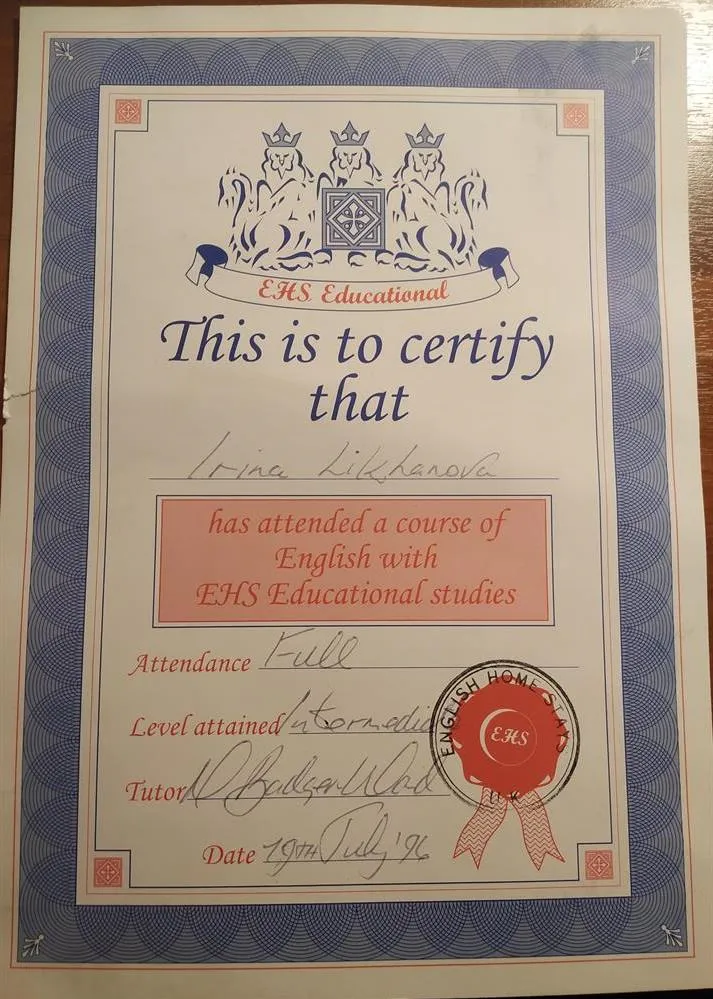 EHS Educational
This is to certify
that
Irina Likhanova
has attended a course of
English with
EHS Educational studies
Attendance Full
Level attained Intermedia
Tutor
Date 19TH July '96
ENGLISH HOME STAYS
EHS
U.K